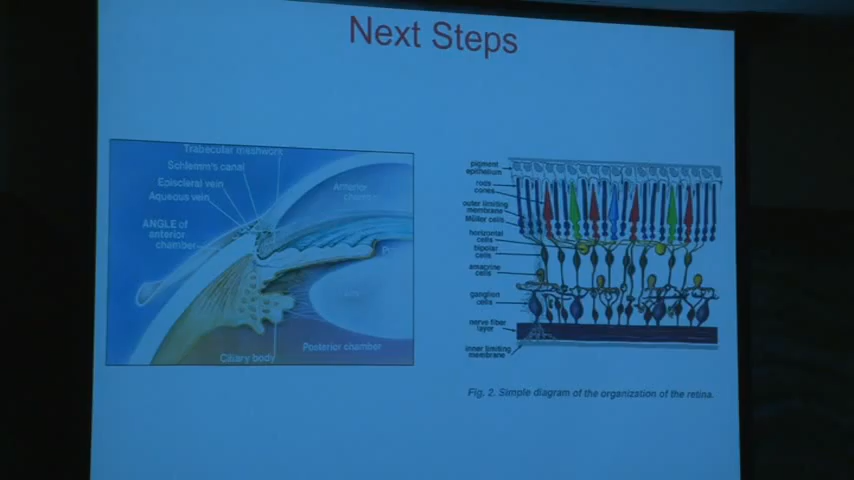 Next Steps
Trabecular meshwork
Schlemm's canal
Episcleral vein
Aqueous vein
ANGLE of
anterior
chamber
Anterior
chamber
Ciliary body
Posterior chamber
pigment
epithelium
rods
cones
outer limiting
membrane
Müller cells
horizontal
cells
bipolar
cells
amacrine
cells
ganglion
cells
nerve fiber
layer
inner limiting
membrane
Fig. 2. Simple diagram of the organization of the retina.